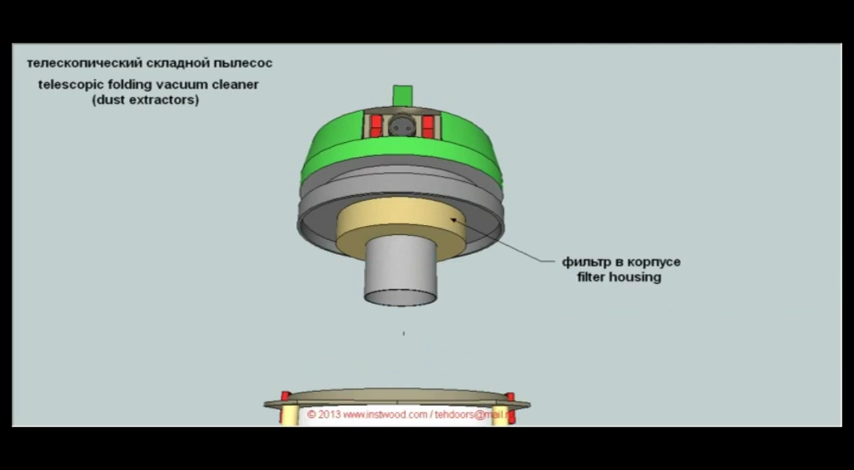 телескопический складной пылесос
telescopic folding vacuum cleaner
(dust extractors)
фильтр в корпусе
filter housing
© 2013 www.instwood.com / tehdoors@mail